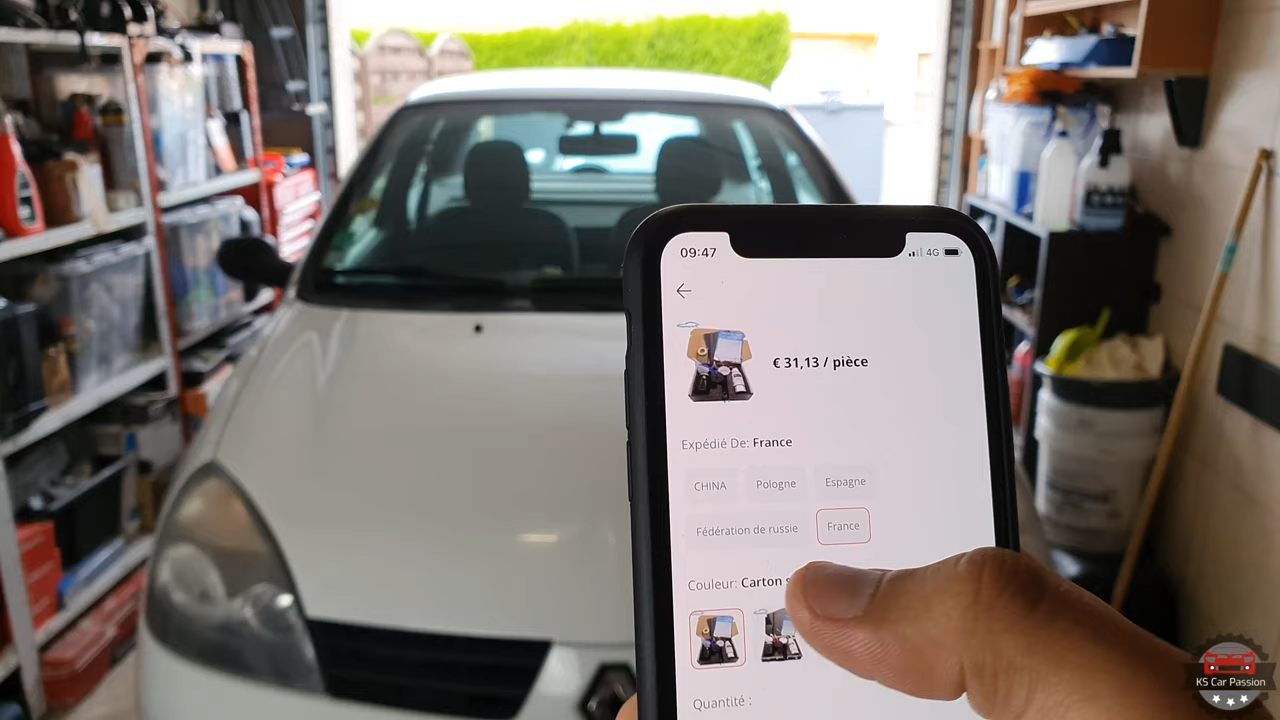 09:47
4G
€ 31,13 / pièce
Expédié De: France
CHINA
Pologne
Espagne
Fédération de russie
France
Couleur: Carton
Quantité :
KS Car Passion